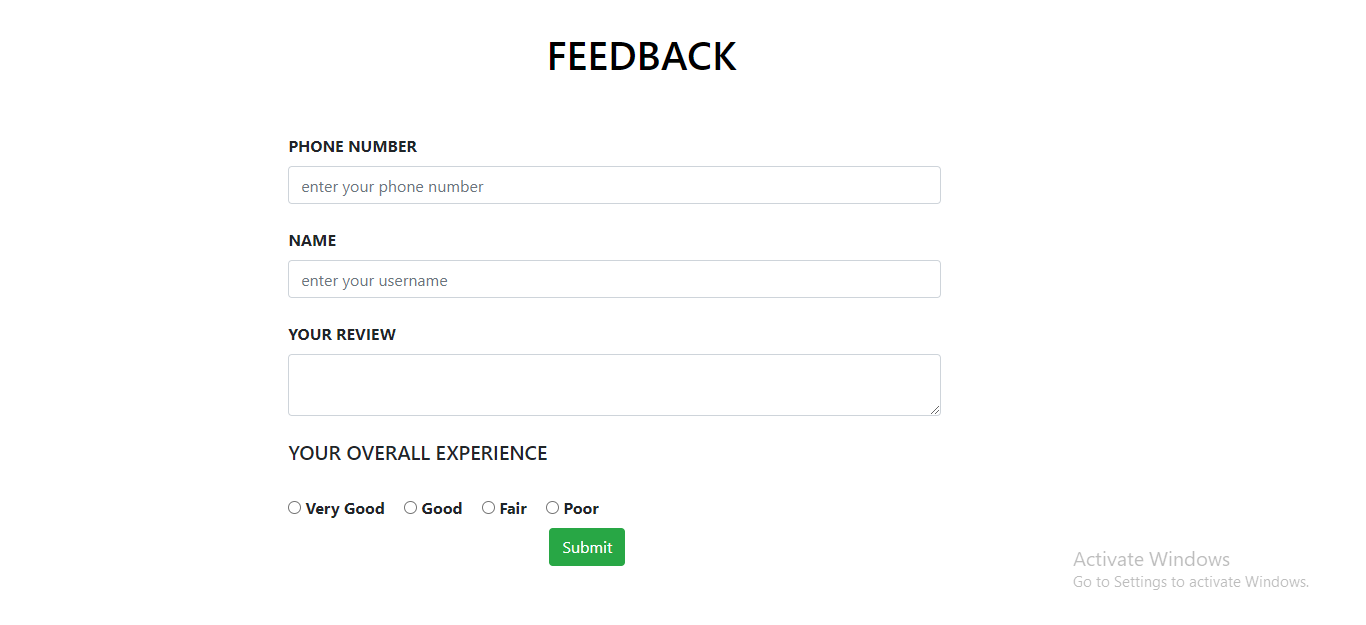 FEEDBACK
PHONE NUMBER
enter your phone number
NAME
enter your username
YOUR REVIEW
YOUR OVERALL EXPERIENCE
Very Good Good Fair Poor
Submit
Activate Windows
Go to Settings to activate Windows.